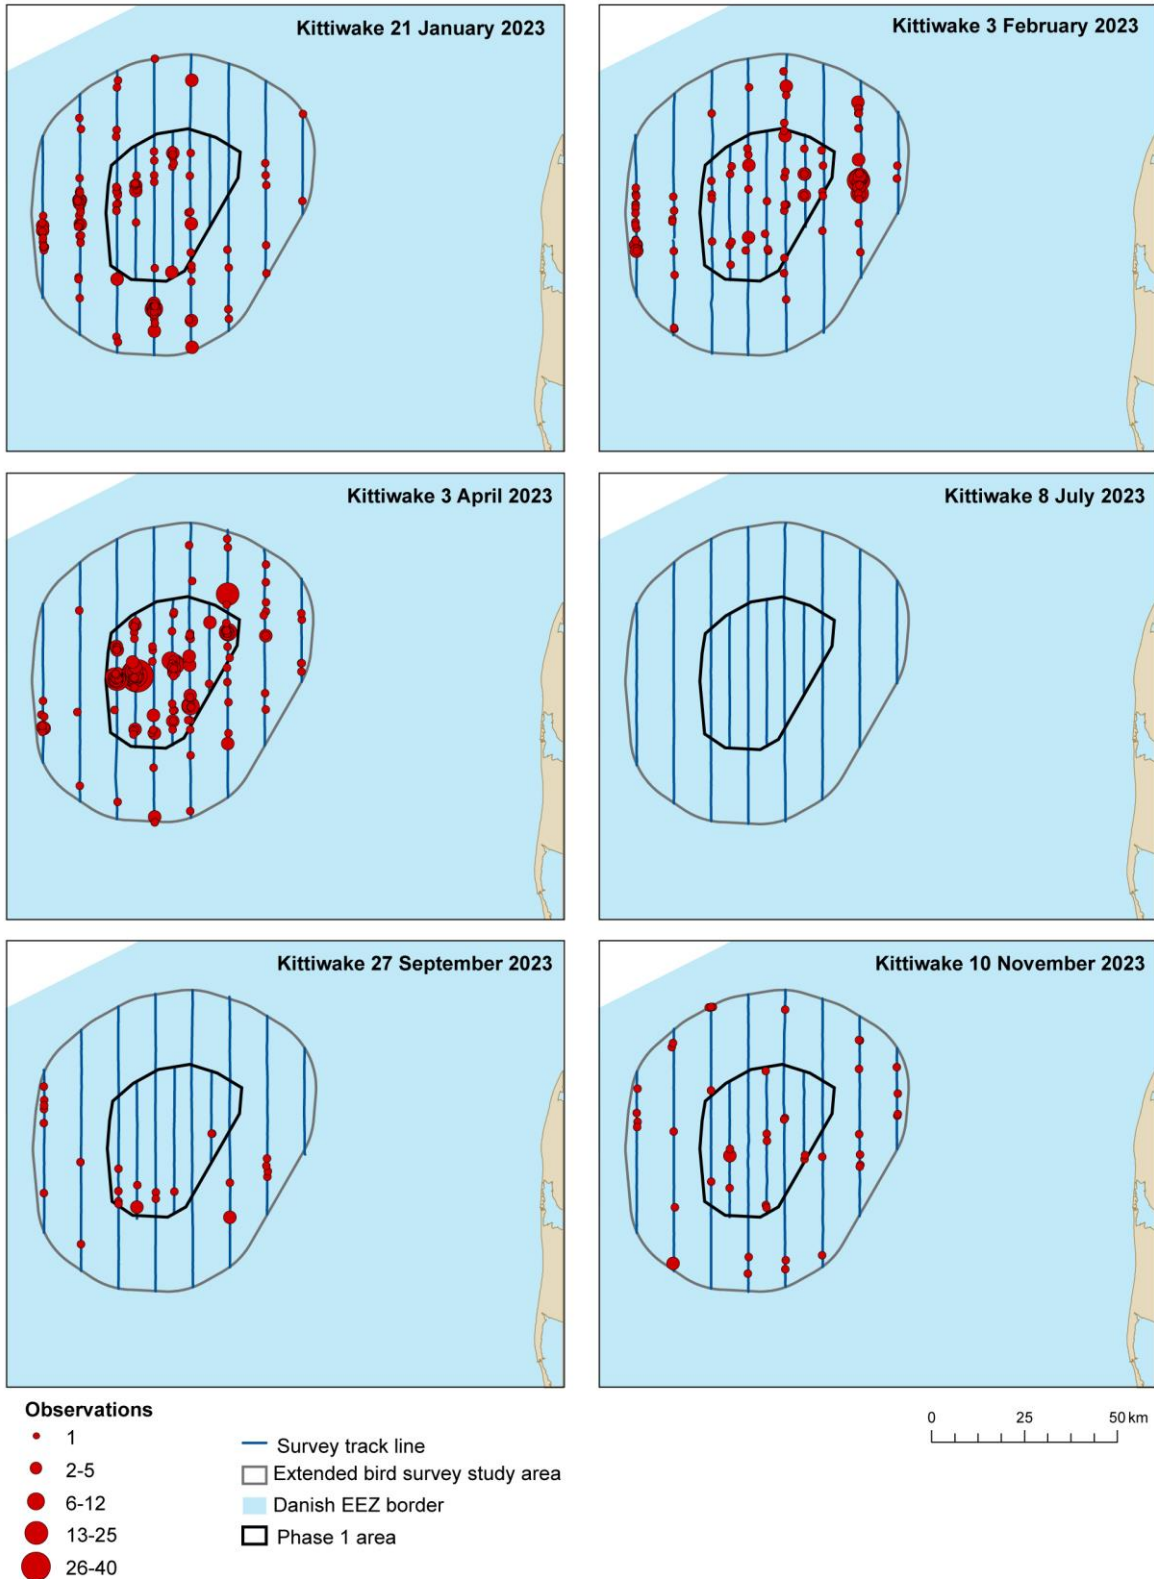 Kittiwake 21 January 2023
Kittiwake 3 February 2023
Kittiwake 3 April 2023
Kittiwake 8 July 2023
Kittiwake 27 September 2023
Kittiwake 10 November 2023
Observations
1
2-5
6-12
13-25
26-40
Survey track line
Extended bird survey study area
Danish EEZ border
Phase 1 area
0 25 50 km